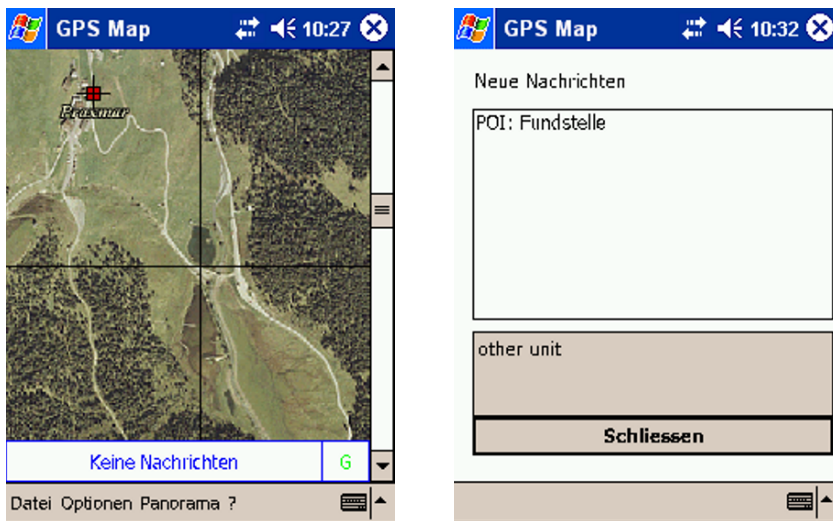 GPS Map 10:27
Praxmar
Keine Nachrichten G
Datei Optionen Panorama ?
GPS Map 10:32
Neue Nachrichten
POI: Fundstelle
other unit
Schliessen